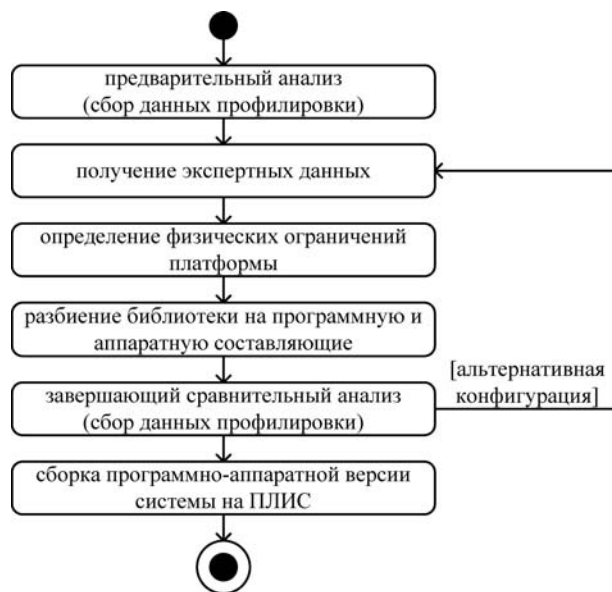 предварительный анализ
(сбор данных профилировки)
получение экспертных данных
определение физических ограничений
платформы
разбиение библиотеки на программную и
аппаратную составляющие
завершающий сравнительный анализ
(сбор данных профилировки)
[альтернативная
конфигурация]
сборка программно-аппаратной версии
системы на ПЛИС